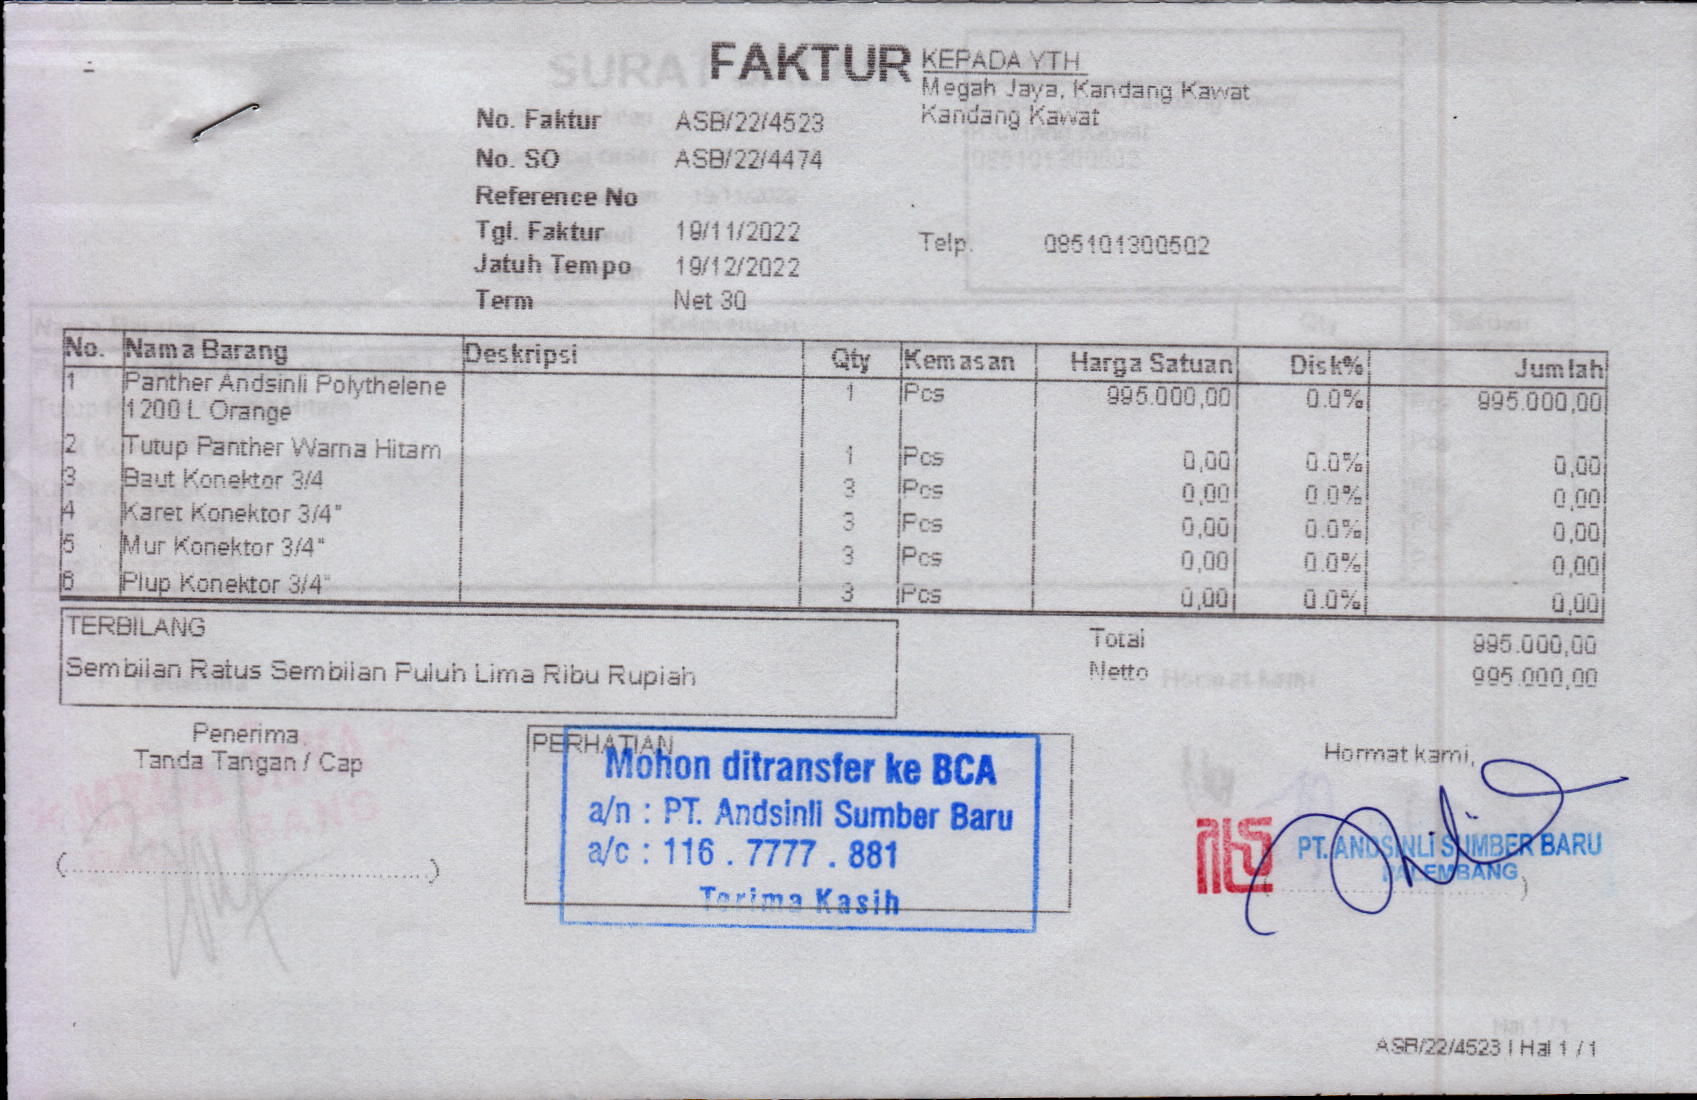 FAKTUR
KEPADA YTH
Megah Jaya, Kandang Kawat
Kandang Kawat
No. Faktur ASB/22/4523
No. SO ASB/22/4474
Reference No
Tgl. Faktur 19/11/2022
Jatuh Tempo 19/12/2022
Term Net 30
Telp. 085101300502
No. Nama Barang Deskripsi Qty Kemasan Harga Satuan Disk% Jumlah
1 Panther Andsinli Polythelene 1 Pcs 995.000,00 0.0% 995.000,00
1200 L Orange
2 Tutup Panther Warna Hitam 1 Pcs 0,00 0.0% 0,00
3 Baut Konektor 3/4 3 Pcs 0,00 0.0% 0,00
4 Karet Konektor 3/4" 3 Pcs 0,00 0.0% 0,00
5 Mur Konektor 3/4" 3 Pcs 0,00 0.0% 0,00
6 Plup Konektor 3/4" 3 Pcs 0,00 0.0% 0,00
TERBILANG
Sembilan Ratus Sembilan Puluh Lima Ribu Rupiah
Total 995.000,00
Netto 995.000,00
Penerima
Tanda Tangan / Cap
PERHATIAN
Mohon ditransfer ke BCA
a/n : PT. Andsinli Sumber Baru
a/c : 116 . 7777 . 881
Terima Kasih
Hormat kami,
PT. ANDSINLI SUMBER BARU
PALEMBANG
ASB/22/4523 | Hal 1 / 1